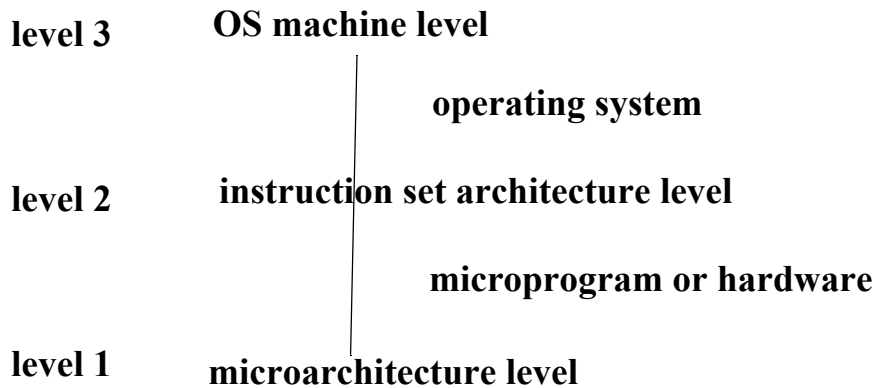 level 3 OS machine level
operating system
level 2 instruction set architecture level
microprogram or hardware
level 1 microarchitecture level